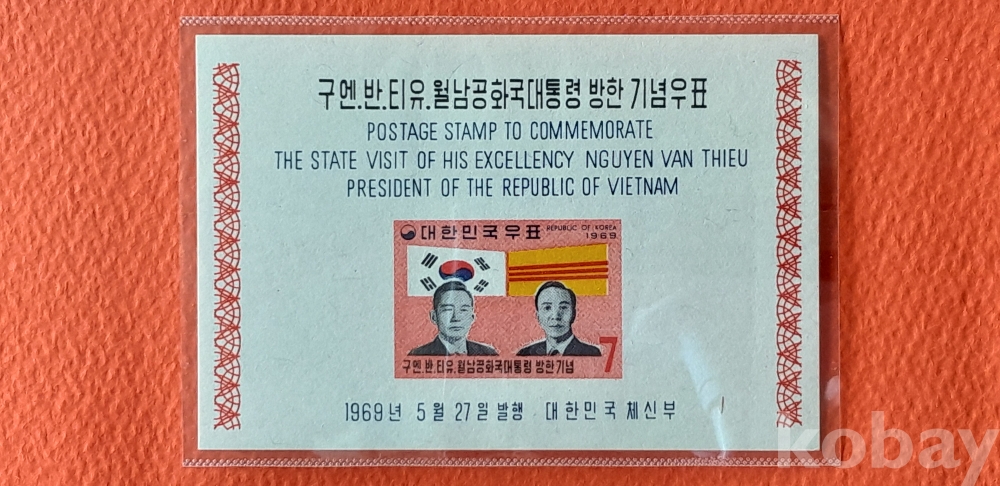 구엔.반.티유.월남공화국대통령 방한 기념우표
POSTAGE STAMP TO COMMEMORATE
THE STATE VISIT OF HIS EXCELLENCY NGUYEN VAN THIEU
PRESIDENT OF THE REPUBLIC OF VIETNAM
대한민국우표 REPUBLIC OF KOREA
1969
7
구엔.반.티유.월남공화국대통령 방한기념
1969년 5월 27일 발행 대한민국 체신부
kobay